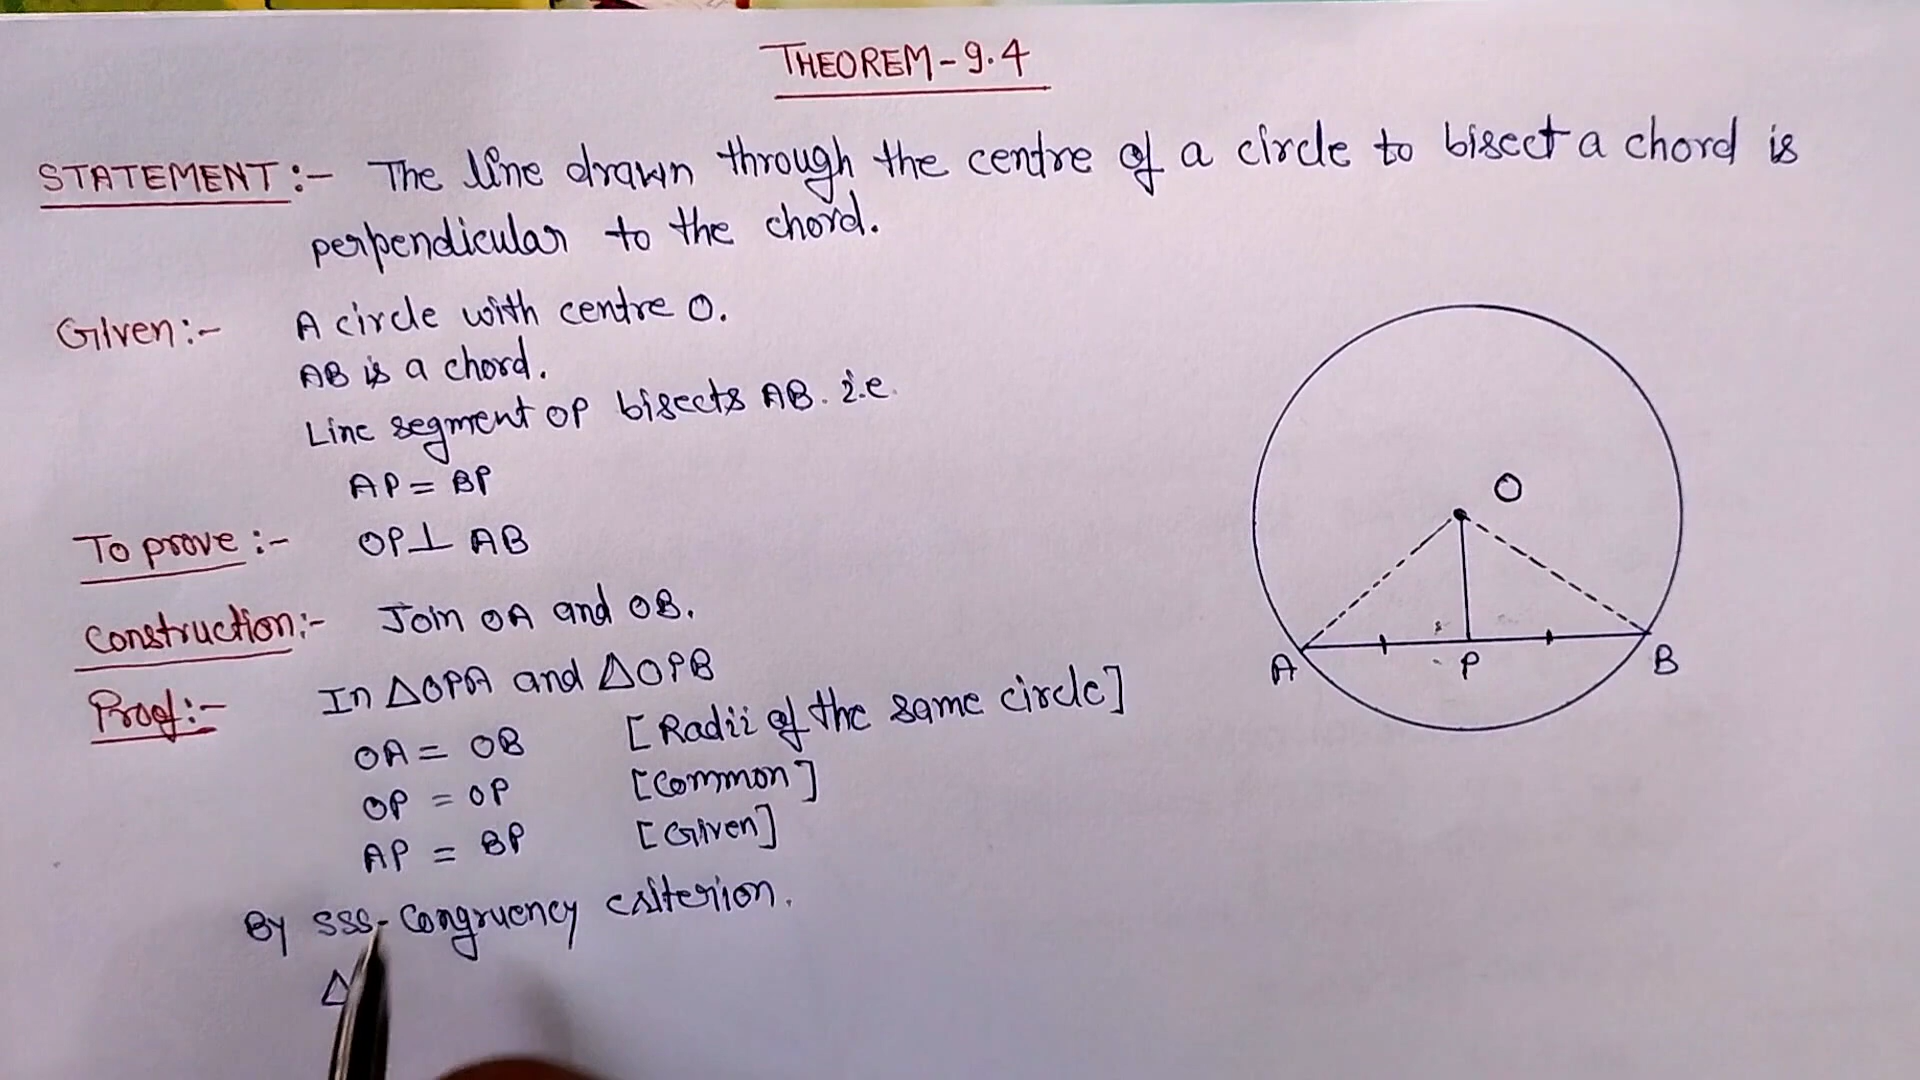 THEOREM-9.4
STATEMENT:- The line drawn through the centre of a circle to bisect a chord is
perpendicular to the chord.
Given:- A circle with centre O.
AB is a chord.
Line segment OP bisects AB. i.e.
AP = BP
To prove:- OP⊥ AB
Construction:- Join OA and OB.
Proof:- In △OPA and △OPB
OA = OB [Radii of the same circle]
OP = OP [Common]
AP = BP [Given]
By SSS-Congruency criterion.
△
O
A
P
B